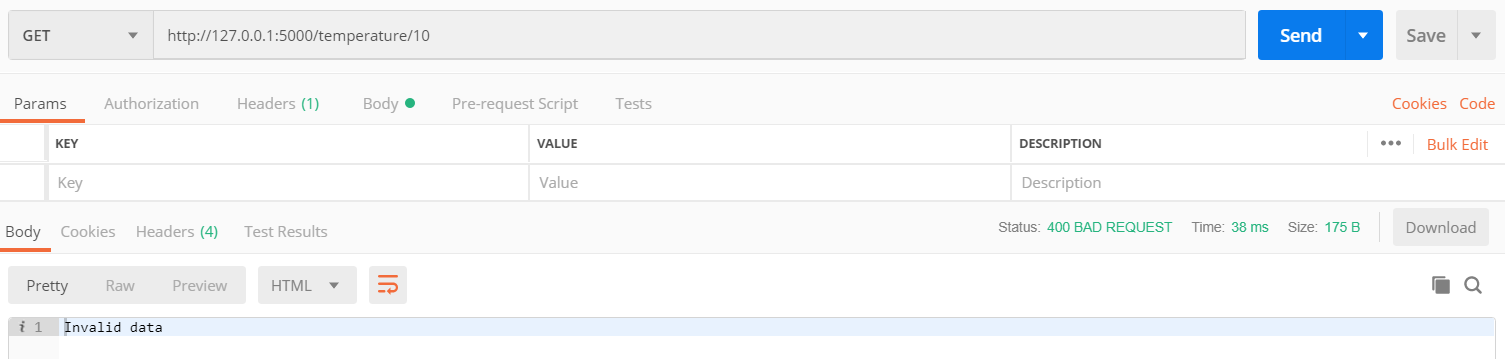 GET http://127.0.0.1:5000/temperature/10 Send Save
Params Authorization Headers (1) Body Pre-request Script Tests Cookies Code
KEY VALUE DESCRIPTION ••• Bulk Edit
Key Value Description
Body Cookies Headers (4) Test Results Status: 400 BAD REQUEST Time: 38 ms Size: 175 B Download
Pretty Raw Preview HTML
i 1 Invalid data